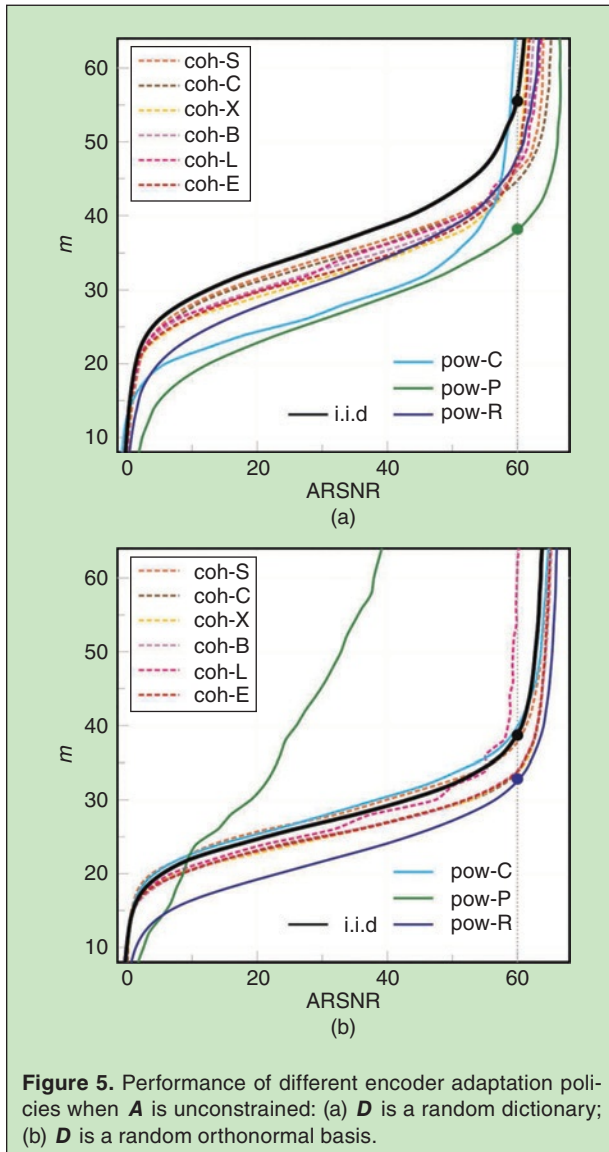 60
50
40
30
20
10
m
coh-S
coh-C
coh-X
coh-B
coh-L
coh-E
pow-C
pow-P
i.i.d pow-R
0 20 40 60
ARSNR
(a)
60
50
40
30
20
10
m
coh-S
coh-C
coh-X
coh-B
coh-L
coh-E
pow-C
pow-P
i.i.d pow-R
0 20 40 60
ARSNR
(b)
Figure 5. Performance of different encoder adaptation poli-
cies when A is unconstrained: (a) D is a random dictionary;
(b) D is a random orthonormal basis.